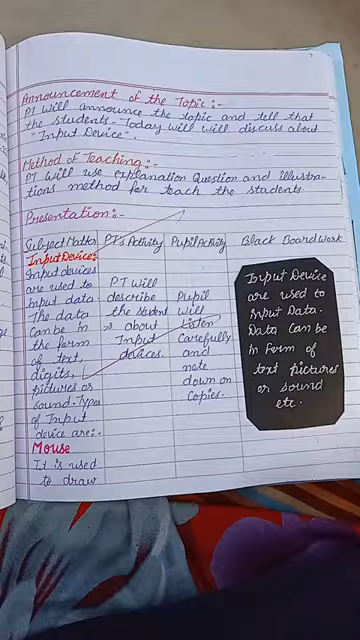 Announcement of the Topic:-
PT will announce the topic and tell that
the students - Today will will discuss about
"Input Device".
Method of Teaching:-
PT will use explanation Question and illustra-
tions method for teach the students
Presentation:-
Subject Matter PT's Activity Pupil Activity Black Board Work
Input Device:
Input devices
are used to
input data.
The data
can be in
the form
of text,
digits,
pictures or
sound. Types
of Input
device are:-
Mouse
It is used
to draw
PT will
describe
the student
about
Input
devices.
Pupil
will
Listen
Carefully
and
note
down on
copies.
Input Device
are used to
Input Data.
Data can be
in Form of
text pictures
or sound
etc.